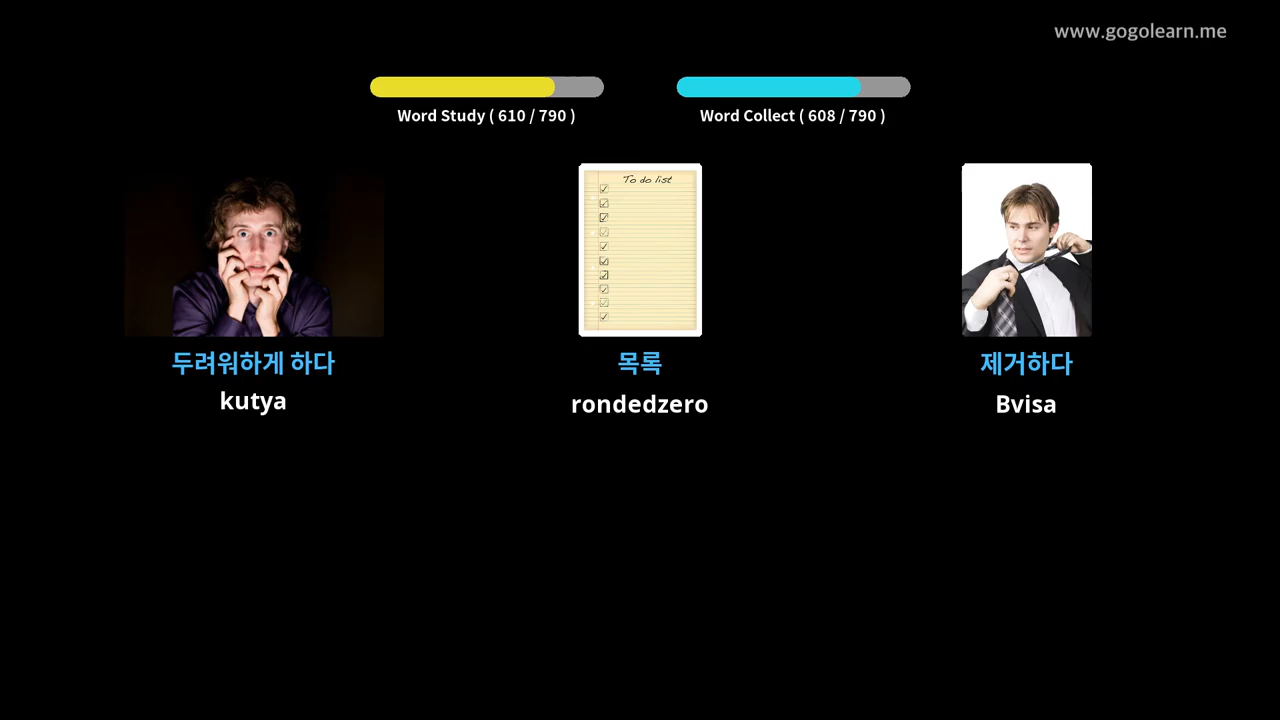 www.gogolearn.me
Word Study ( 610 / 790 )
Word Collect ( 608 / 790 )
To do list
두려워하게 하다
목록
제거하다
kutya
rondedzero
Bvisa